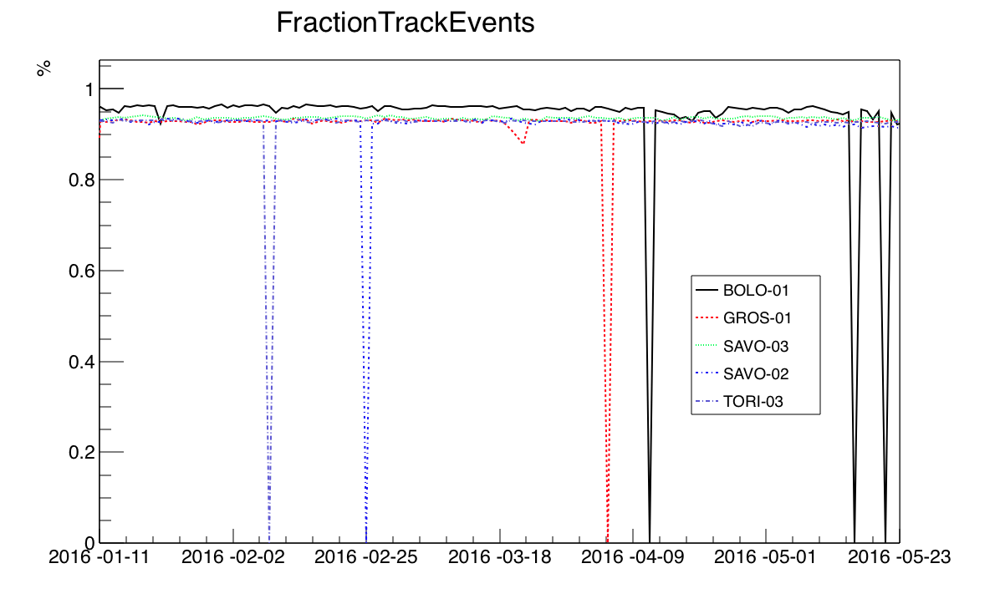 FractionTrackEvents
%
1
0.8
0.6
0.4
0.2
0
BOLO-01
GROS-01
SAVO-03
SAVO-02
TORI-03
2016-01-11 2016-02-02 2016-02-25 2016-03-18 2016-04-09 2016-05-01 2016-05-23